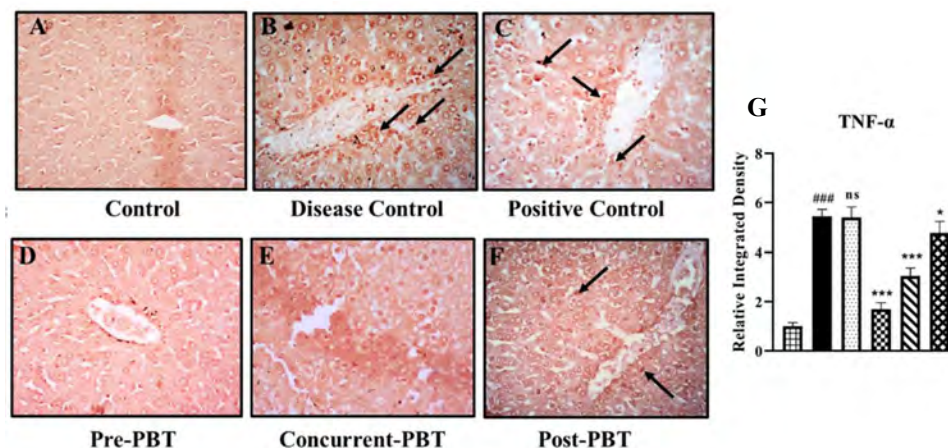 A
B
C
Control
Disease Control
Positive Control
D
E
F
Pre-PBT
Concurrent-PBT
Post-PBT
G
TNF-α
Relative Integrated Density
8
6
4
2
0
###
ns
***
***
*